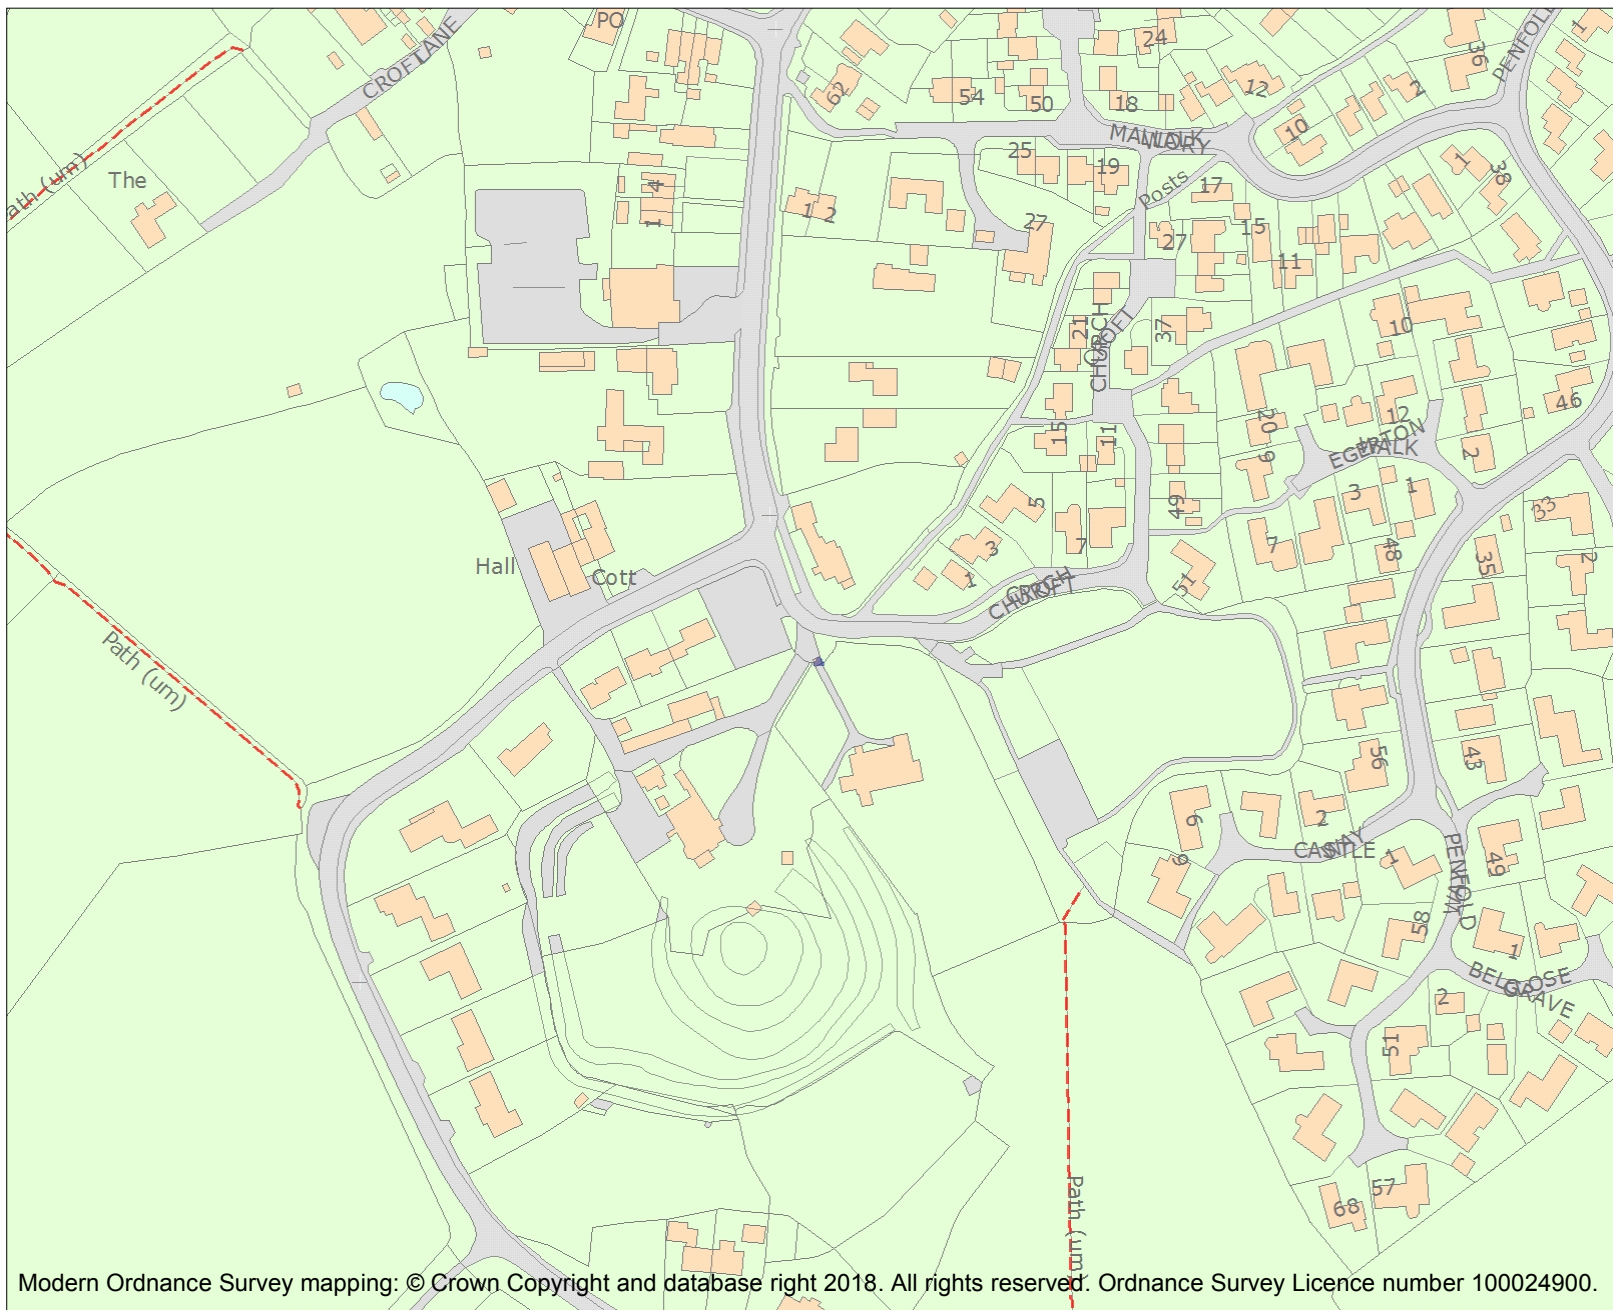 PO
CROFT LANE
24
36
PENFOLD
1
62
54
50
18
12
2
10
MALLORY
WALK
25
19
17
Posts
1
38
Path (um)
The
4
1
1 2
27
27
15
11
21
CHURCH
CROFT
37
10
46
20
12
EGERTON
WALK
2
9
15
11
5
49
3
1
33
7
3
1
7
48
35
2
51
Hall
Cott
CHURCH
CROFT
Path (um)
56
43
6
2
CASTLE
WAY
1
9
49
PENFOLD
WAY
58
1
BELGRAVE
CLOSE
2
51
57
68
Path (um)
Modern Ordnance Survey mapping: © Crown Copyright and database right 2018. All rights reserved. Ordnance Survey Licence number 100024900.